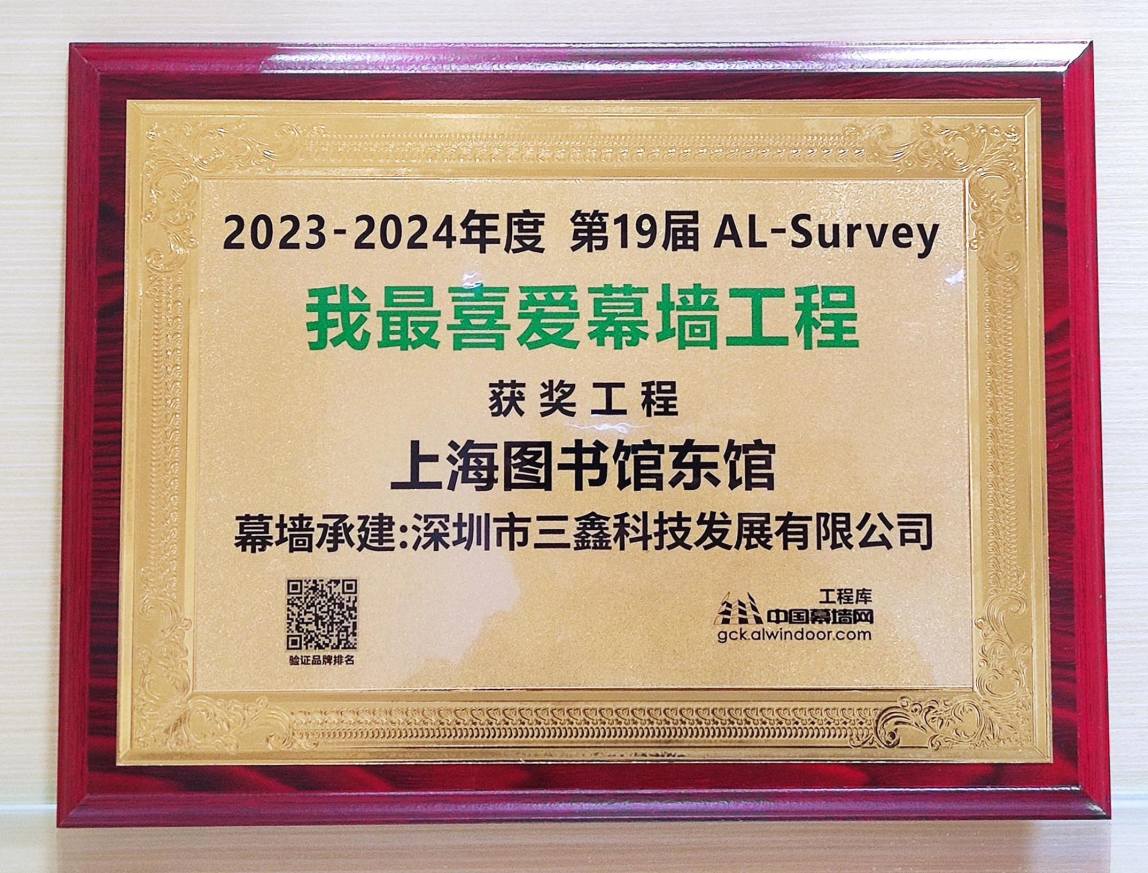 2023-2024年度 第19届 AL-Survey
我最喜爱幕墙工程
获奖工程
上海图书馆东馆
幕墙承建:深圳市三鑫科技发展有限公司
验证品牌排名
工程库
中国幕墙网
gck.alwindoor.com